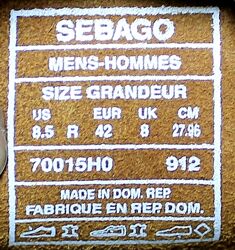 SEBAGO
MENS-HOMMES
SIZE GRANDEUR
US EUR UK CM
8.5 R 42 8 27.96
70015H0 912
MADE IN DOM. REP.
FABRIQUE EN REP DOM.